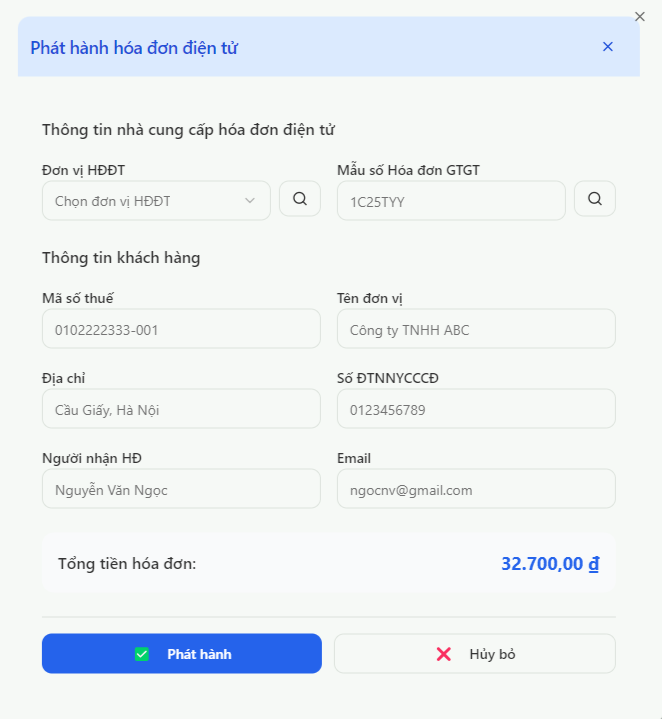 Phát hành hóa đơn điện tử
Thông tin nhà cung cấp hóa đơn điện tử
Đơn vị HĐĐT
Mẫu số Hóa đơn GTGT
Chọn đơn vị HĐĐT
1C25TYY
Thông tin khách hàng
Mã số thuế
Tên đơn vị
0102222333-001
Công ty TNHH ABC
Địa chỉ
Số ĐTNNYCCCĐ
Cầu Giấy, Hà Nội
0123456789
Người nhận HĐ
Email
Nguyễn Văn Ngọc
ngocnv@gmail.com
Tổng tiền hóa đơn:
32.700,00 ₫
Phát hành
Hủy bỏ